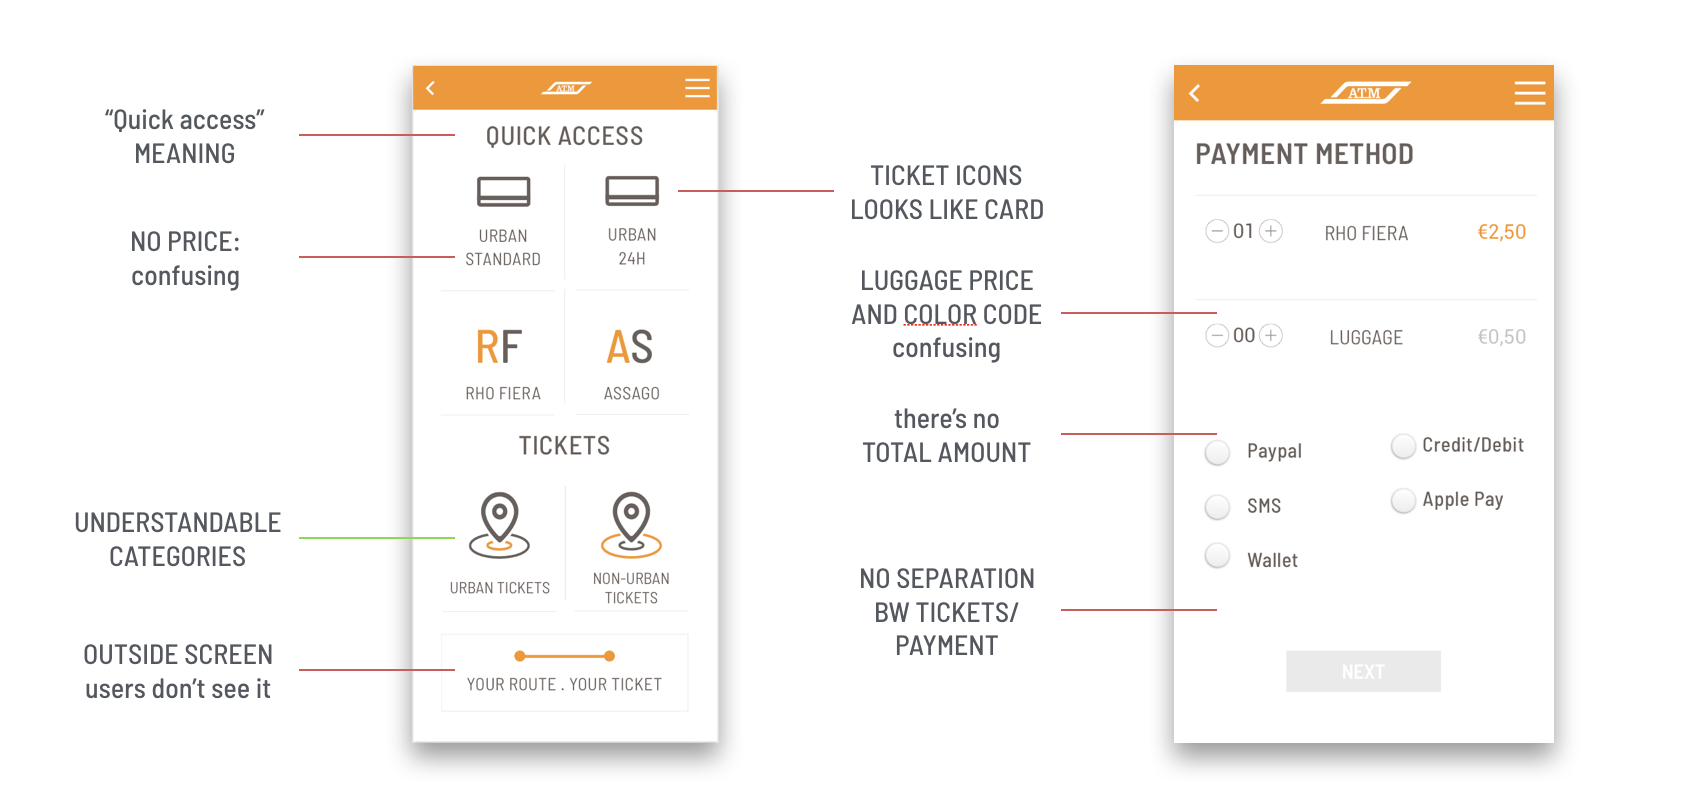 “Quick access”
MEANING
NO PRICE:
confusing
UNDERSTANDABLE
CATEGORIES
OUTSIDE SCREEN
users don’t see it
ATM
QUICK ACCESS
URBAN
STANDARD
URBAN
24H
RF
RHO FIERA
AS
ASSAGO
TICKETS
URBAN TICKETS
NON-URBAN
TICKETS
YOUR ROUTE . YOUR TICKET
TICKET ICONS
LOOKS LIKE CARD
LUGGAGE PRICE
AND COLOR CODE
confusing
there’s no
TOTAL AMOUNT
NO SEPARATION
BW TICKETS/
PAYMENT
ATM
PAYMENT METHOD
01 RHO FIERA €2,50
00 LUGGAGE €0,50
Paypal
Credit/Debit
SMS
Apple Pay
Wallet
NEXT